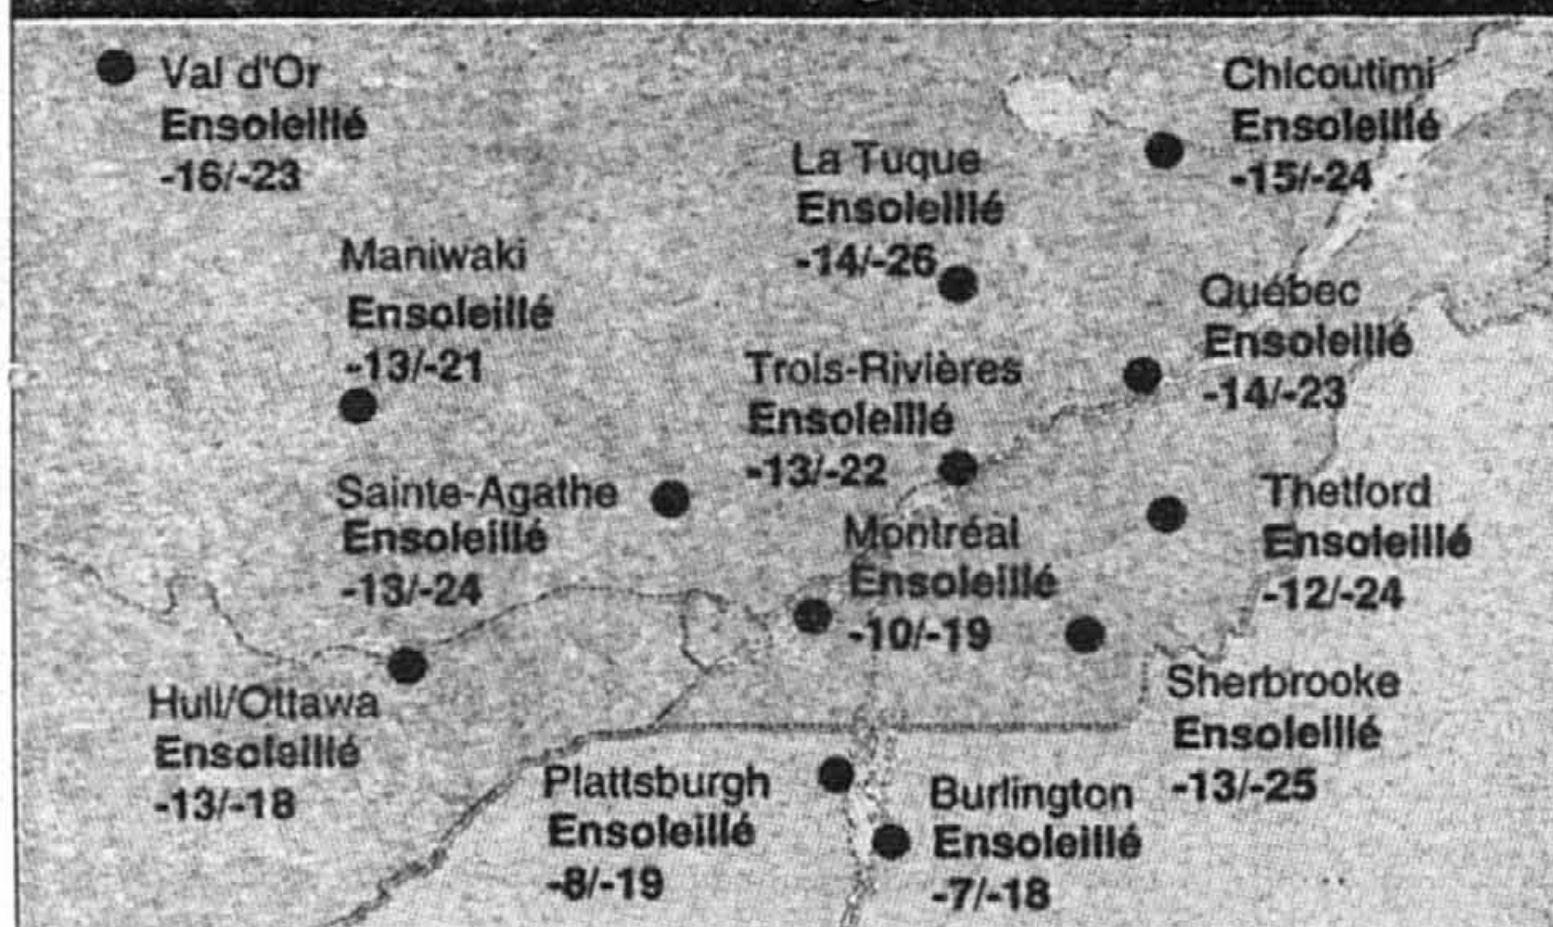 Val d'Or
Ensoleillé
-16/-23
Chicoutimi
Ensoleillé
-15/-24
La Tuque
Ensoleillé
-14/-26
Maniwaki
Ensoleillé
-13/-21
Québec
Ensoleillé
-14/-23
Trois-Rivières
Ensoleillé
-13/-22
Sainte-Agathe
Ensoleillé
-13/-24
Thetford
Ensoleillé
-12/-24
Montréal
Ensoleillé
-10/-19
Hull/Ottawa
Ensoleillé
-13/-18
Sherbrooke
Ensoleillé
-13/-25
Plattsburgh
Ensoleillé
-8/-19
Burlington
Ensoleillé
-7/-18